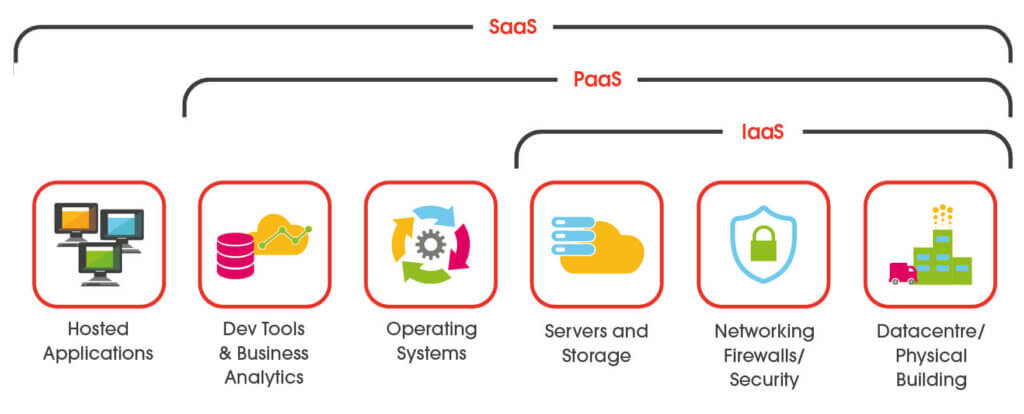 SaaS
PaaS
IaaS
Hosted
Applications
Dev Tools
& Business
Analytics
Operating
Systems
Servers and
Storage
Networking
Firewalls/
Security
Datacentre/
Physical
Building